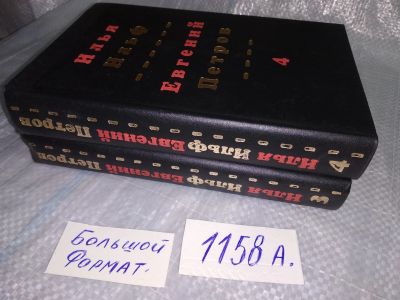 Илья
Ильф
Евгений
Петров
4
4 Илья Ильф Евгений Петров
3 Илья Ильф Евгений Петров
Большой
Формат.
1158 А.